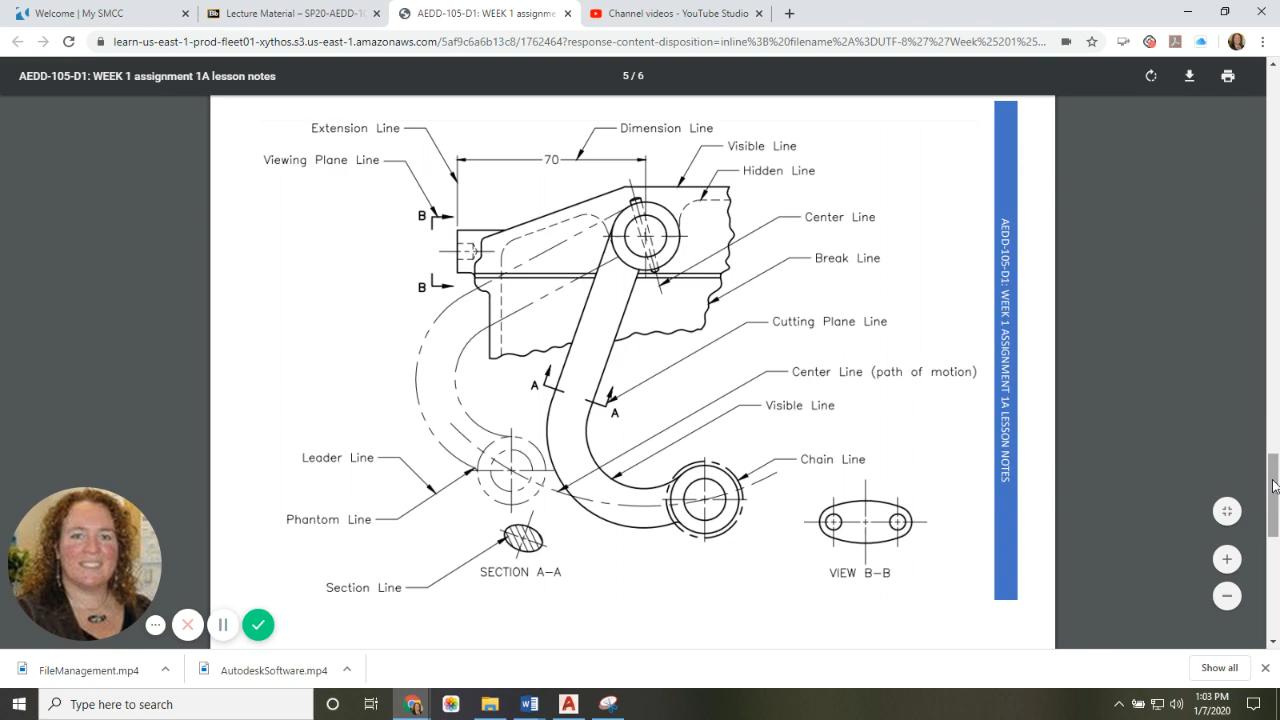 Welcome | My SMCC
Bb
Lecture Material – SP20-AEDD-10
AEDD-105-D1: WEEK 1 assignme
Channel videos - YouTube Studio
learn-us-east-1-prod-fleet01-xythos.s3.us-east-1.amazonaws.com/5af9c6a6b13c8/1762464?response-content-disposition=inline%3B%20filename%2A%3DUTF-8%27%27Week%201%25...
AEDD-105-D1: WEEK 1 assignment 1A lesson notes
5 / 6
Extension Line
Dimension Line
Viewing Plane Line
70
Visible Line
Hidden Line
B
Center Line
Break Line
B
Cutting Plane Line
Center Line (path of motion)
A
A
Visible Line
Leader Line
Chain Line
Phantom Line
SECTION A-A
VIEW B-B
Section Line
AEDD-105-D1: WEEK 1 ASSIGNMENT 1A LESSON NOTES
FileManagement.mp4
AutodeskSoftware.mp4
Show all
Type here to search
1:03 PM
1/7/2020